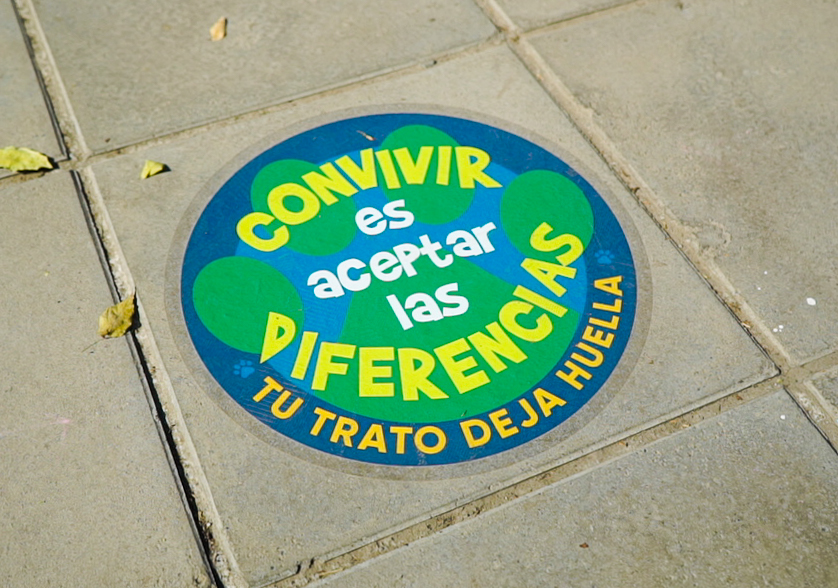 CONVIVIR
es
aceptar
las
DIFERENCIAS
TU TRATO DEJA HUELLA